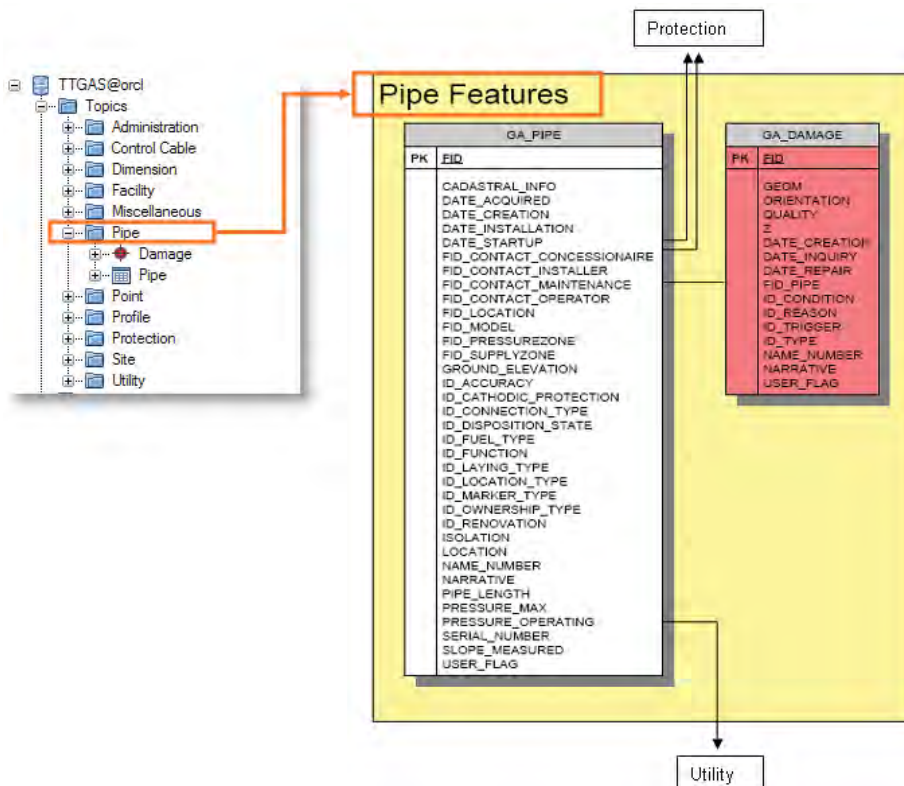 Protection
TTGAS@orcl
Topics
Administration
Control Cable
Dimension
Facility
Miscellaneous
Pipe
Damage
Pipe
Point
Profile
Protection
Site
Utility
Pipe Features
GA_PIPE
PK FID
CADASTRAL_INFO
DATE_ACQUIRED
DATE_CREATION
DATE_INSTALLATION
DATE_STARTUP
FID_CONTACT_CONCESSIONAIRE
FID_CONTACT_INSTALLER
FID_CONTACT_MAINTENANCE
FID_CONTACT_OPERATOR
FID_LOCATION
FID_MODEL
FID_PRESSUREZONE
FID_SUPPLYZONE
GROUND_ELEVATION
ID_ACCURACY
ID_CATHODIC_PROTECTION
ID_CONNECTION_TYPE
ID_DISPOSITION_STATE
ID_FUEL_TYPE
ID_FUNCTION
ID_LAYING_TYPE
ID_LOCATION_TYPE
ID_MARKER_TYPE
ID_OWNERSHIP_TYPE
ID_RENOVATION
ISOLATION
LOCATION
NAME_NUMBER
NARRATIVE
PIPE_LENGTH
PRESSURE_MAX
PRESSURE_OPERATING
SERIAL_NUMBER
SLOPE_MEASURED
USER_FLAG
GA_DAMAGE
PK FID
GEOM
ORIENTATION
QUALITY
Z
DATE_CREATION
DATE_INQUIRY
DATE_REPAIR
FID_PIPE
ID_CONDITION
ID_REASON
ID_TRIGGER
ID_TYPE
NAME_NUMBER
NARRATIVE
USER_FLAG
Utility